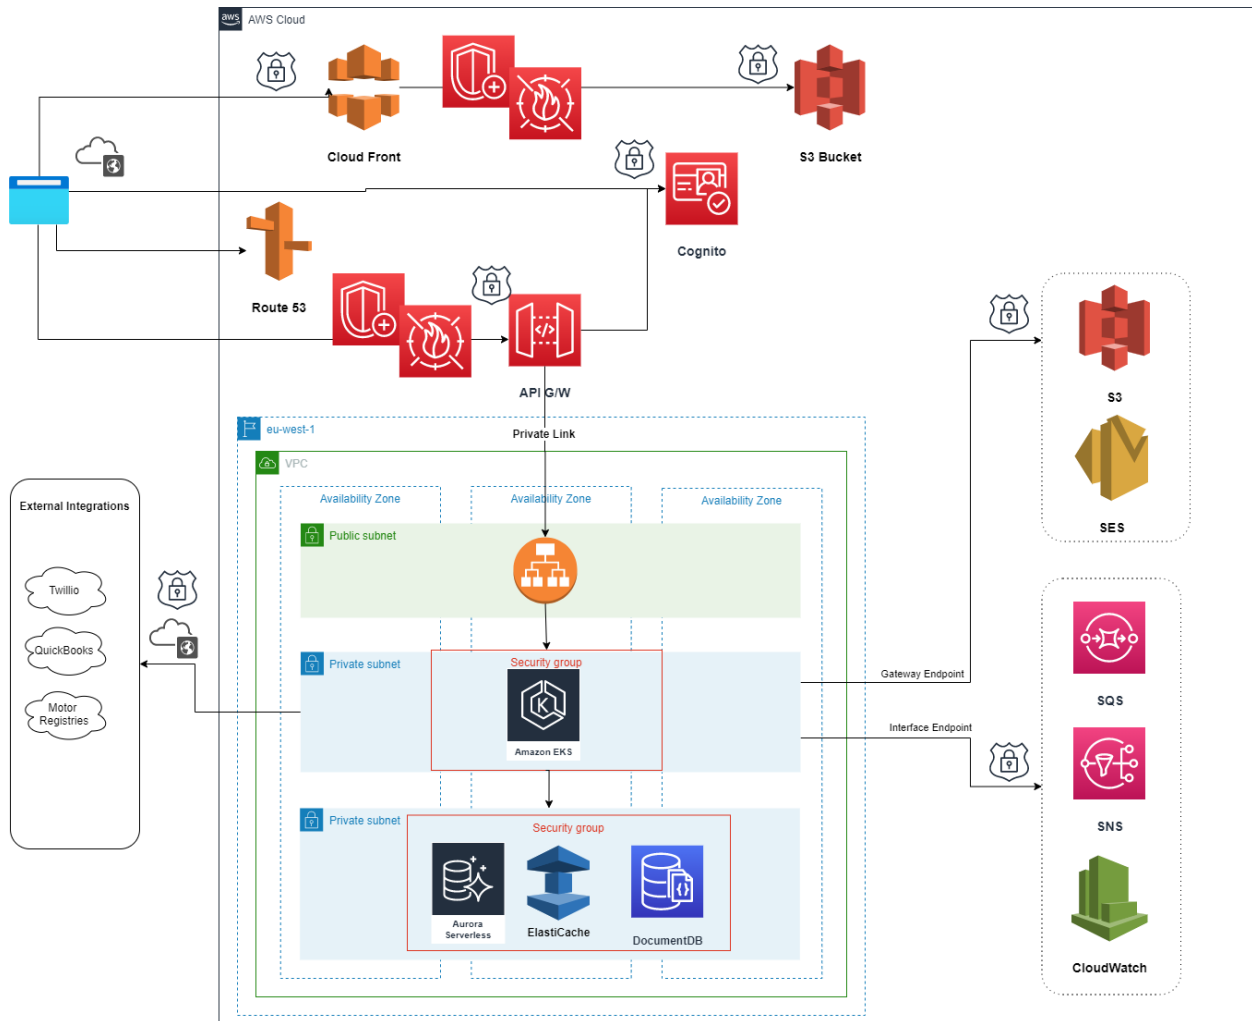 aws
AWS Cloud
Cloud Front
S3 Bucket
Cognito
Route 53
API G/W
Private Link
eu-west-1
VPC
Availability Zone
Availability Zone
Availability Zone
Public subnet
Private subnet
Security group
K
Amazon EKS
Private subnet
Security group
Aurora
Serverless
ElastiCache
DocumentDB
External Integrations
Twillio
QuickBooks
Motor
Registries
Gateway Endpoint
Interface Endpoint
S3
SES
SQS
SNS
CloudWatch